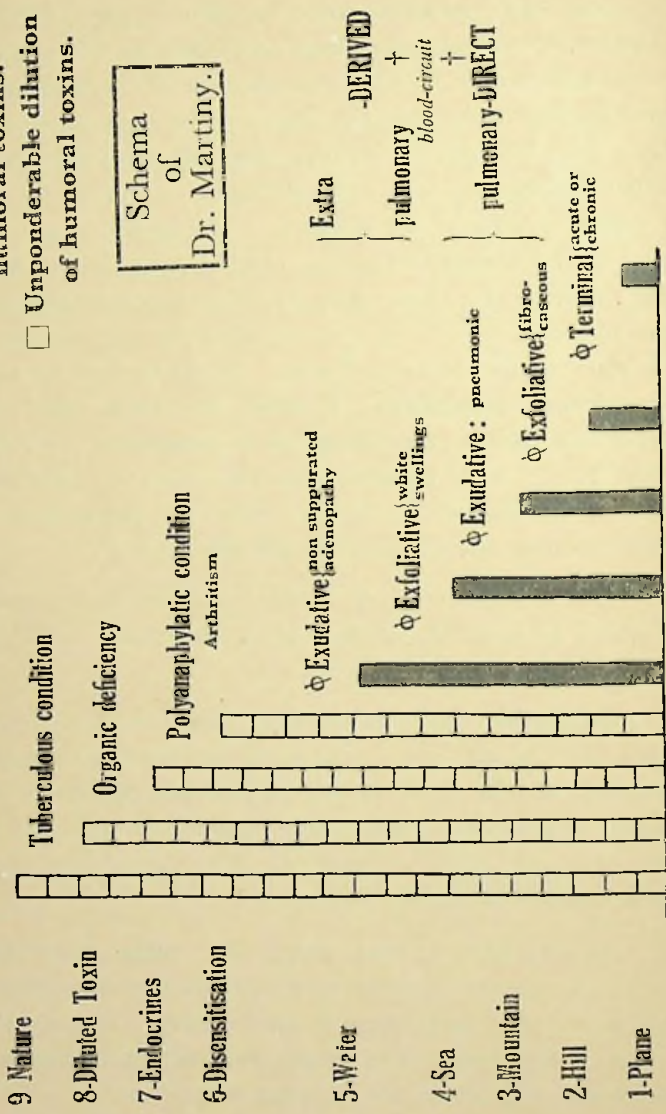 humoral toxins.
□ Unponderable dilution
of humoral toxins.
Schema
of
Dr. Martiny.
9 Nature
Tuberculous condition
8-Diluted Toxin
Organic deficiency
7-Endocrines
Polyanaphylatic condition
Arthritism
6-Disensitisation
Exudative { non suppurated
adenopathy
Extra
-DERIVED
5-Water
Exfoliative { white
swellings
pulmonary
blood-circuit
4-Sea
Exudative: pneumonic
pulmonary-DIRECT
3-Mountain
Exfoliative { fibro-
caseous
2-Hill
Terminal { acute or
chronic
1-Plane